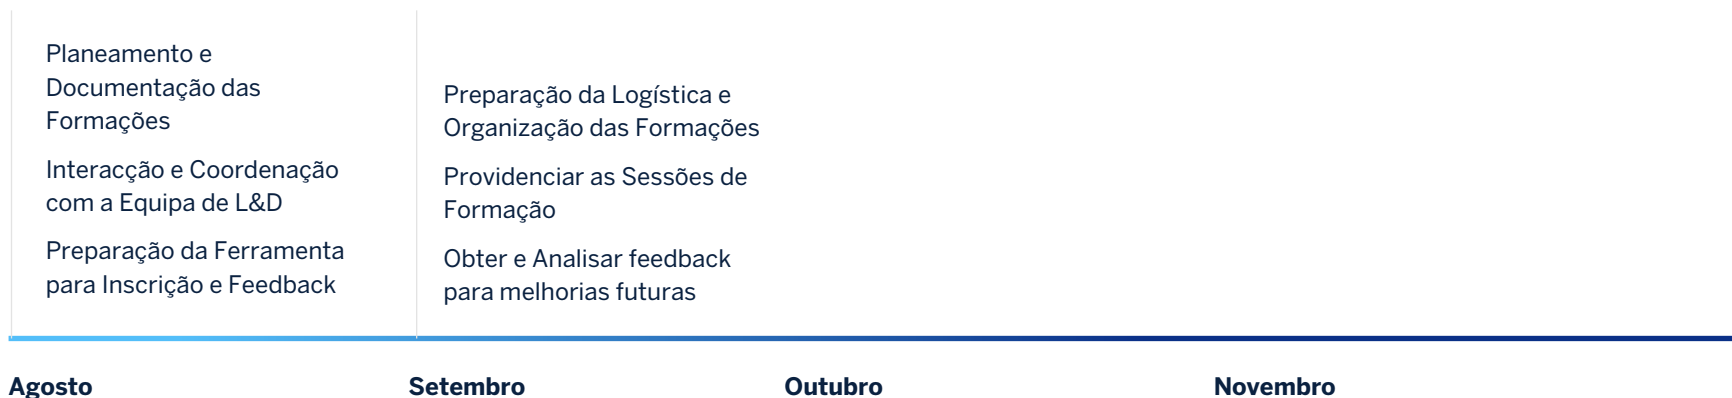 Planeamento e
Documentação das
Formações
Interacção e Coordenação
com a Equipa de L&D
Preparação da Ferramenta
para Inscrição e Feedback
Preparação da Logística e
Organização das Formações
Providenciar as Sessões de
Formação
Obter e Analisar feedback
para melhorias futuras
Agosto
Setembro
Outubro
Novembro